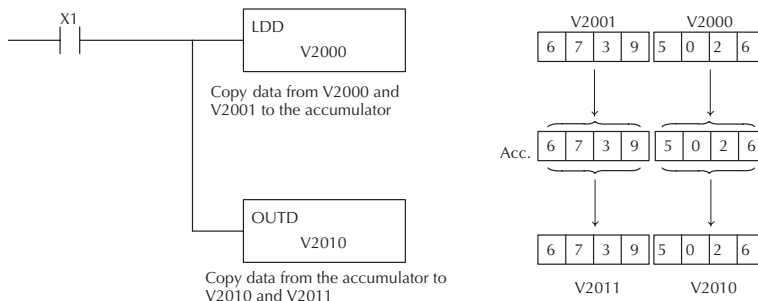 X1
LDD
V2000
Copy data from V2000 and
V2001 to the accumulator
OUTD
V2010
Copy data from the accumulator to
V2010 and V2011
V2001 V2000
6 7 3 9 5 0 2 6
Acc. 6 7 3 9 5 0 2 6
6 7 3 9 5 0 2 6
V2011 V2010